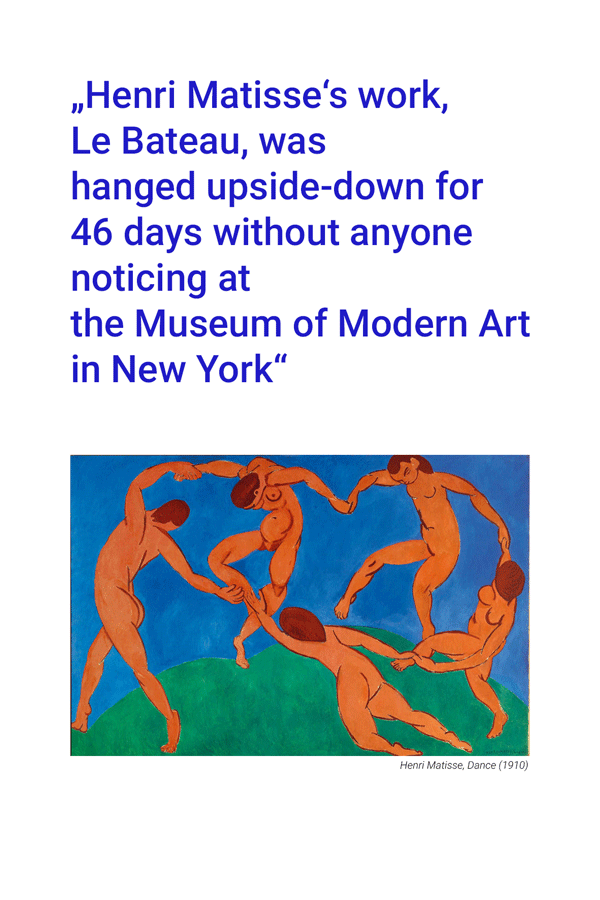 „Henri Matisse‘s work,
Le Bateau, was
hanged upside-down for
46 days without anyone
noticing at
the Museum of Modern Art
in New York“
Henri Matisse, Dance (1910)